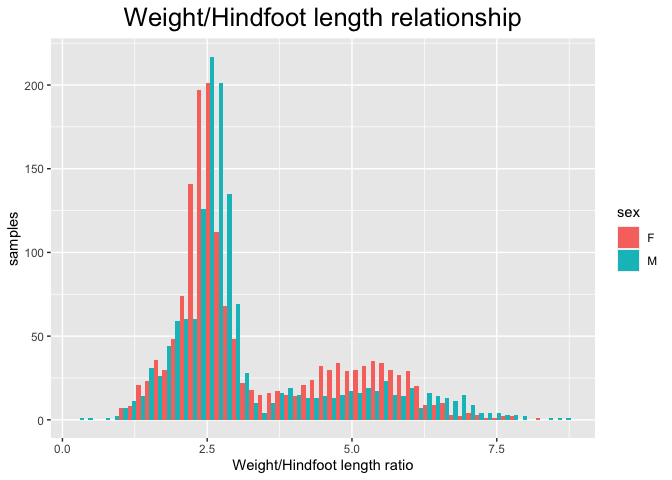 Weight/Hindfoot length relationship
200
150
100
50
0
samples
0.0 2.5 5.0 7.5
Weight/Hindfoot length ratio
sex
F
M